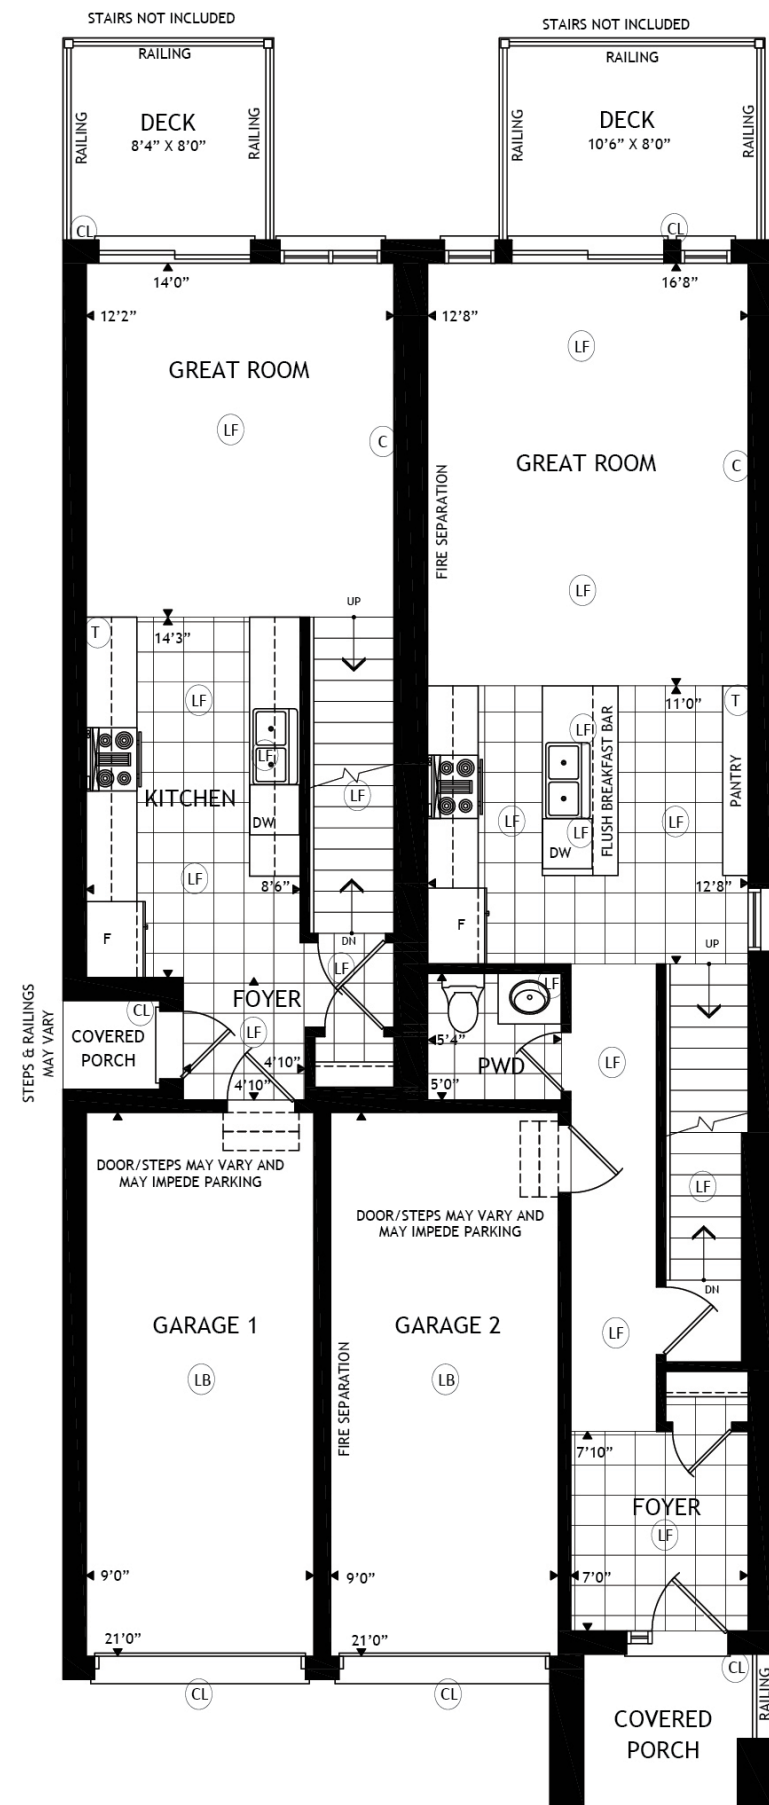 STAIRS NOT INCLUDED
STAIRS NOT INCLUDED
RAILING
RAILING
RAILING
RAILING
RAILING
RAILING
DECK
8'4" X 8'0"
DECK
10'6" X 8'0"
CL
CL
14'0"
16'8"
12'2"
12'8"
LF
GREAT ROOM
LF
C
GREAT ROOM
C
FIRE SEPARATION
LF
UP
T
14'3"
LF
LF
KITCHEN
DW
LF
LF
8'6"
F
DN
LF
T
11'0"
LF
FLUSH BREAKFAST BAR
PANTRY
LF
LF
LF
DW
12'8"
F
UP
STEPS & RAILINGS
MAY VARY
CL
COVERED
PORCH
FOYER
LF
4'10"
4'10"
LF
5'4"
PWD
5'0"
LF
DOOR/STEPS MAY VARY AND
MAY IMPEDE PARKING
LF
DOOR/STEPS MAY VARY AND
MAY IMPEDE PARKING
DN
GARAGE 1
LB
GARAGE 2
LB
LF
FIRE SEPARATION
7'10"
FOYER
LF
9'0"
9'0"
7'0"
21'0"
21'0"
CL
CL
CL
RAILING
COVERED
PORCH